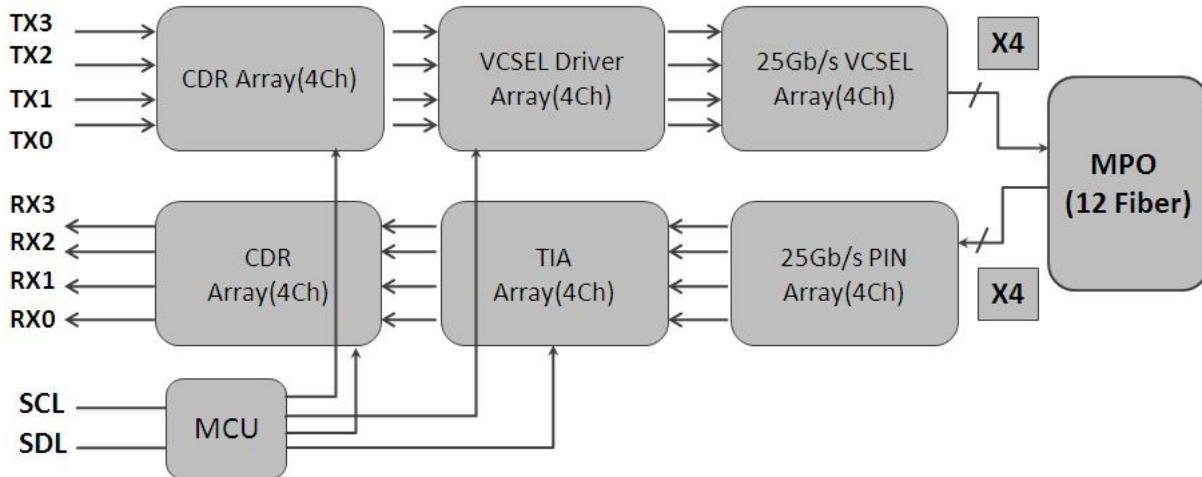 TX3
TX2
TX1
TX0
CDR Array(4Ch)
VCSEL Driver
Array(4Ch)
25Gb/s VCSEL
Array(4Ch)
X4
MPO
(12 Fiber)
RX3
RX2
RX1
RX0
CDR
Array(4Ch)
TIA
Array(4Ch)
25Gb/s PIN
Array(4Ch)
X4
SCL
SDL
MCU